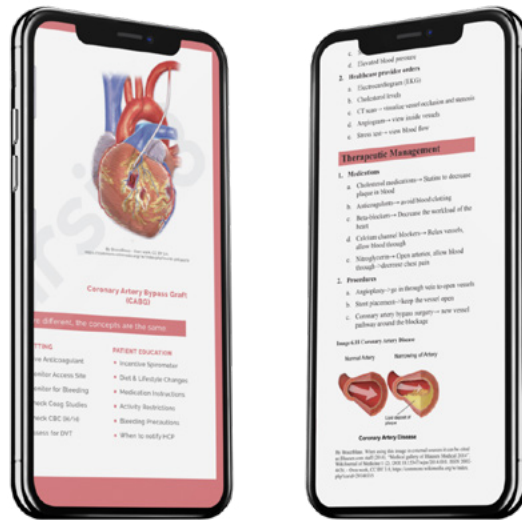 Coronary Artery Bypass Graft
(CABG)
different, the concepts are the same
Anticoagulant
Access Site
for Bleeding
Coag Studies
CBC
for DVT
PATIENT EDUCATION
• Incentive Spirometer
• Diet & Lifestyle Changes
• Medication Instructions
• Activity Restrictions
• Bleeding Precautions
• When to notify HCP
d. Elevated blood pressure
2. Healthcare provider orders
a. Electrocardiogram (EKG)
b. Cholesterol levels
c. CT scan→ visualize vessel occlusion and stenosis
d. Angiogram→ view inside vessels
e. Stress test→ view blood flow
Therapeutic Management
1. Medications
a. Cholesterol medications→ Statins to decrease
plaque in blood
b. Anticoagulants→ avoid blood clotting
c. Beta-blockers→ Decrease the workload of the
heart
d. Calcium channel blockers→ Relax vessels,
allow blood through
e. Nitroglycerin→ Open arteries, allow blood
through->decrease chest pain
2. Procedures
a. Angioplasty->go in through vein to open vessels
b. Stent placement->keep the vessel open
c. Coronary artery bypass surgery→ new vessel
pathway around the blockage
Coronary Artery Disease
Normal Artery
Narrowing of Artery
Lipid deposit of
plaque
Coronary Artery Disease